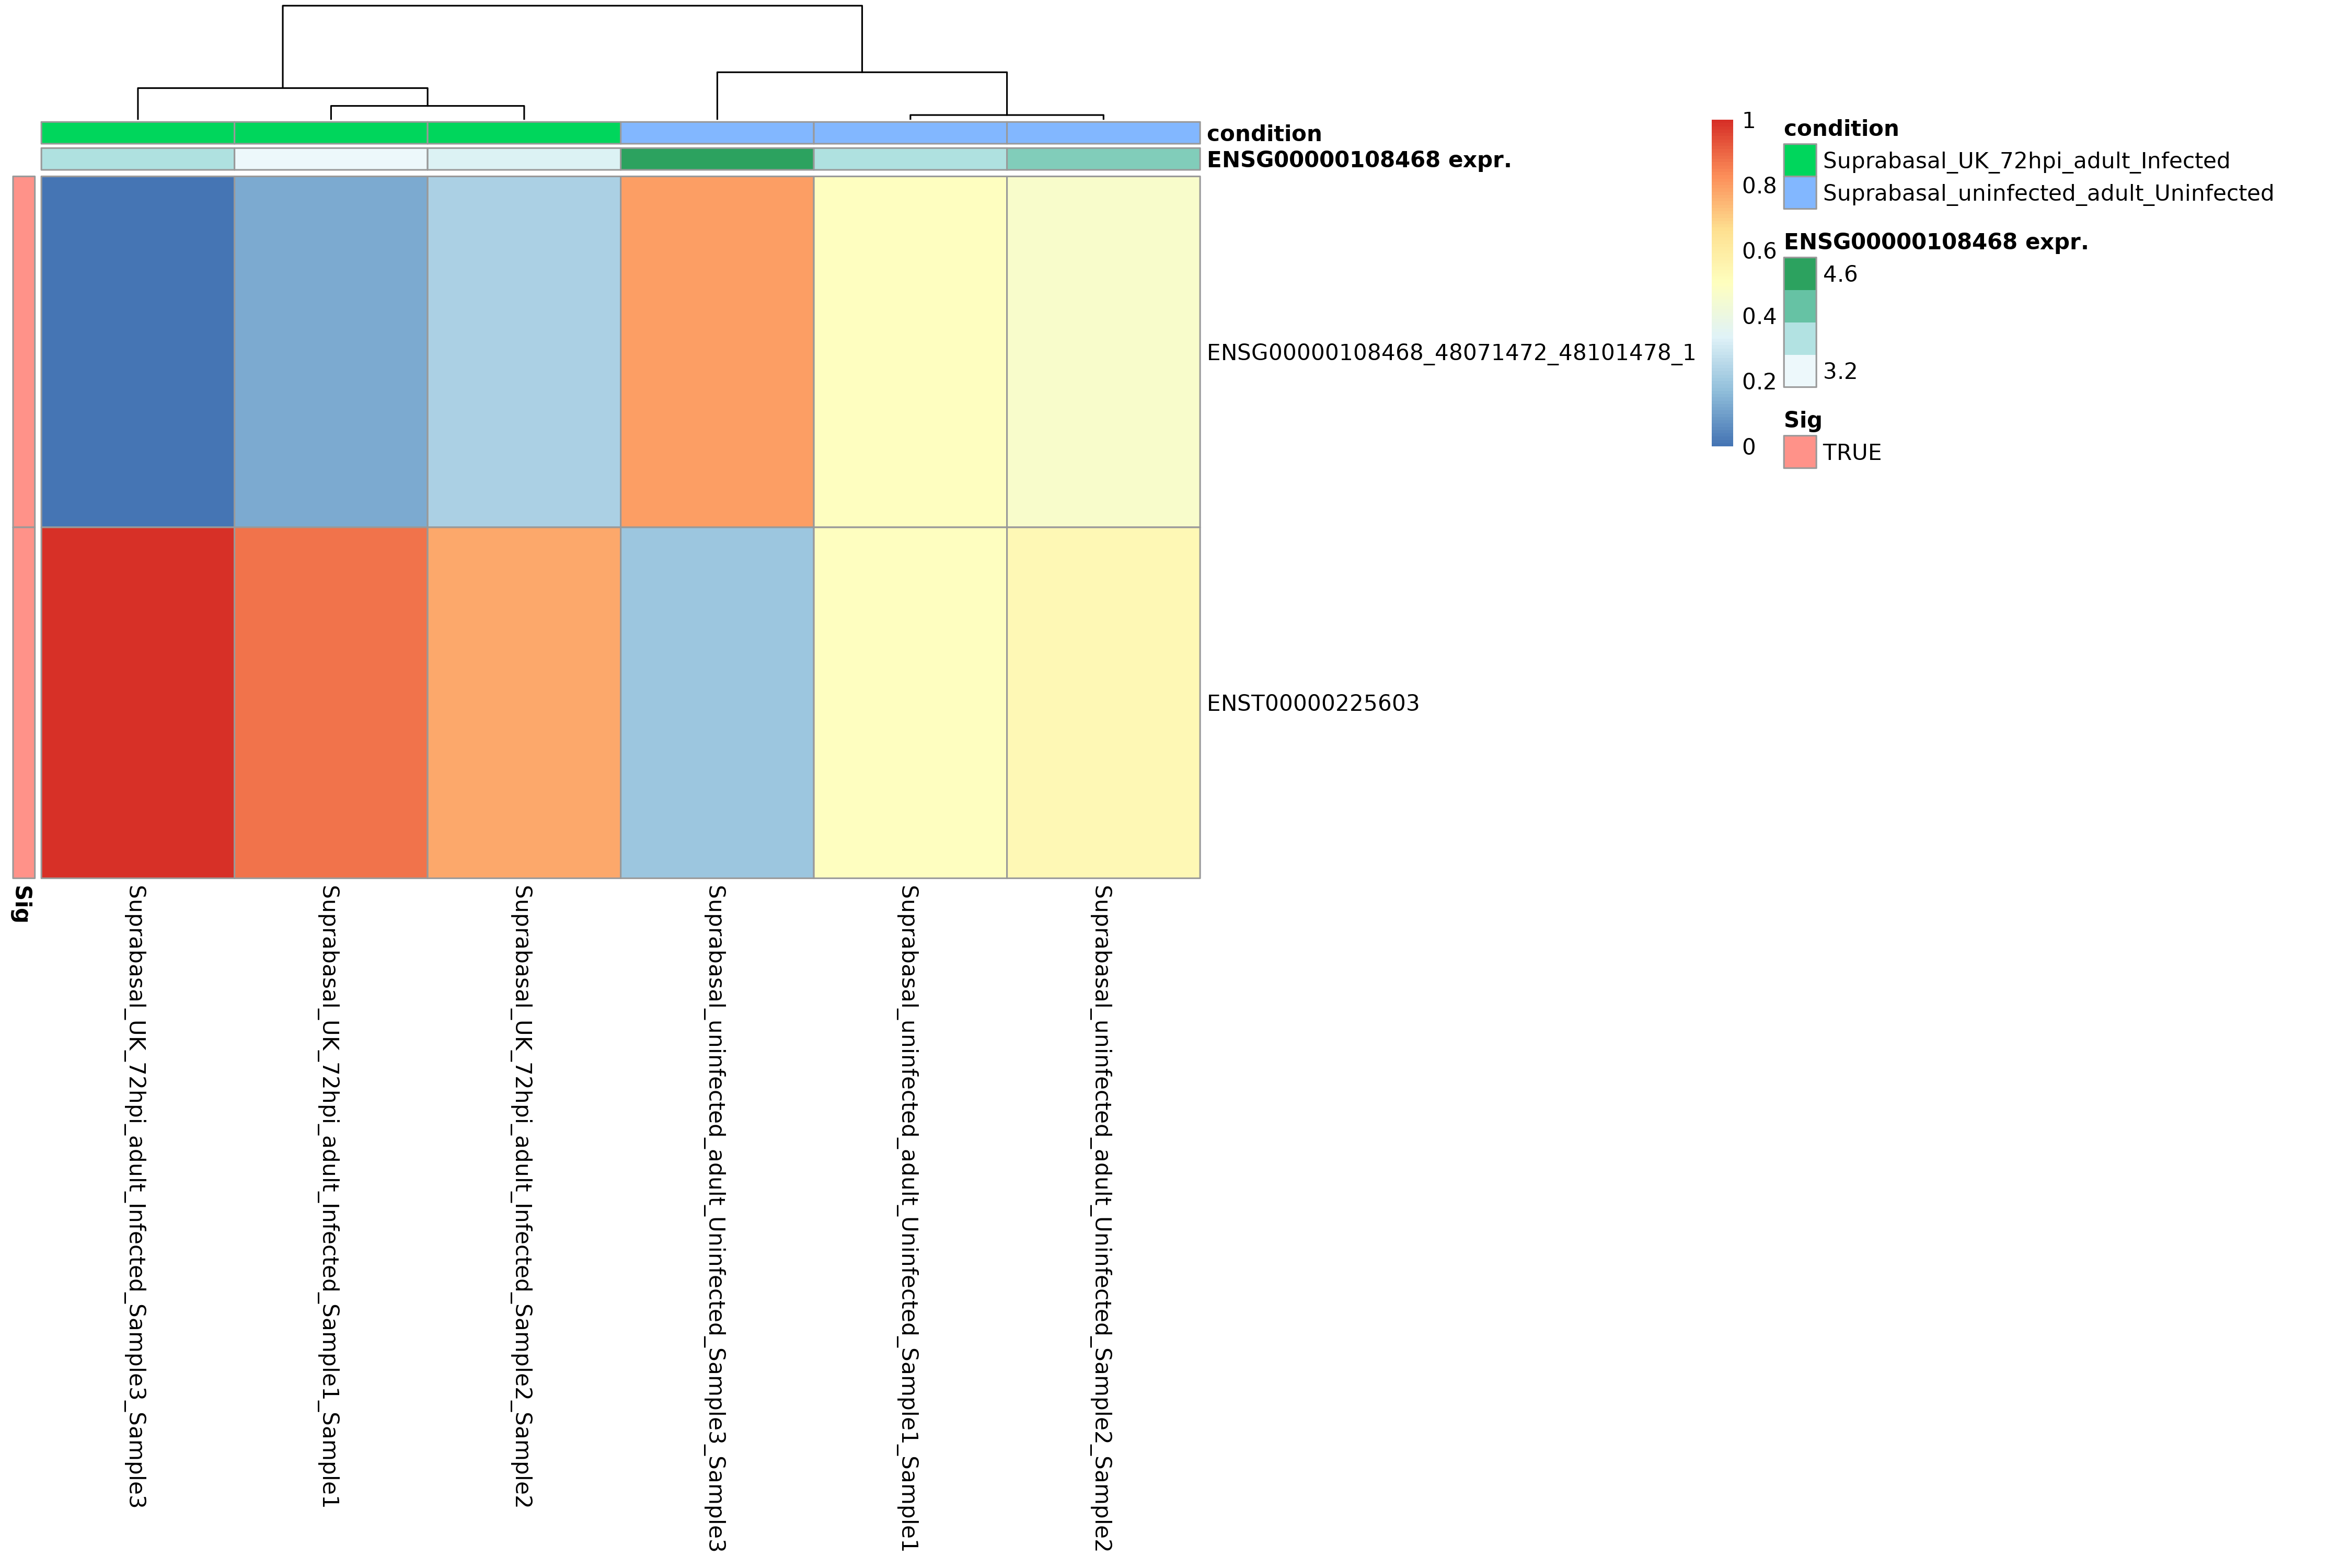 condition
ENSG00000108468 expr.
ENSG00000108468_48071472_48101478_1
ENST00000225603
1
0.8
0.6
0.4
0.2
0
condition
Suprabasal_UK_72hpi_adult_Infected
Suprabasal_uninfected_adult_Uninfected
ENSG00000108468 expr.
4.6
3.2
Sig
TRUE
Sig
Suprabasal_UK_72hpi_adult_Infected_Sample3_Sample3
Suprabasal_UK_72hpi_adult_Infected_Sample1_Sample1
Suprabasal_UK_72hpi_adult_Infected_Sample2_Sample2
Suprabasal_uninfected_adult_Uninfected_Sample3_Sample3
Suprabasal_uninfected_adult_Uninfected_Sample1_Sample1
Suprabasal_uninfected_adult_Uninfected_Sample2_Sample2